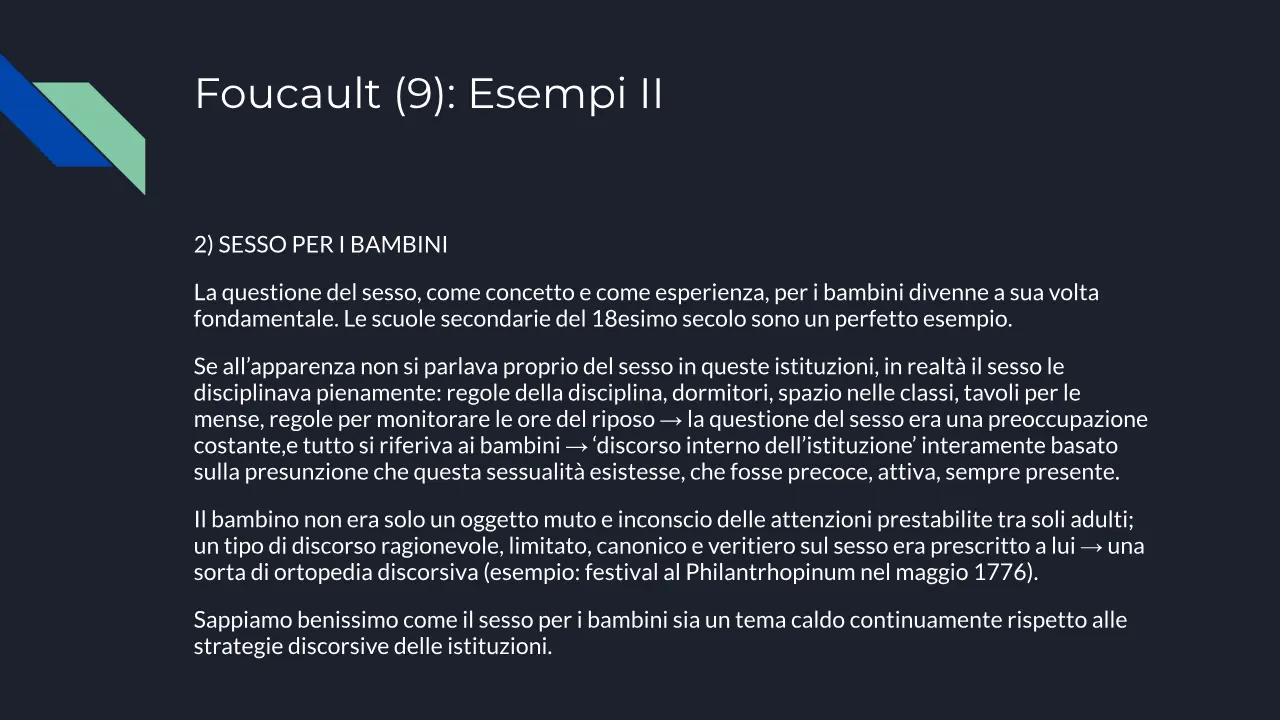 Foucault (9): Esempi II
2) SESSO PER I BAMBINI
La questione del sesso, come concetto e come esperienza, per i bambini divenne a sua volta
fondamentale. Le scuole secondarie del 18esimo secolo sono un perfetto esempio.
Se all’apparenza non si parlava proprio del sesso in queste istituzioni, in realtà il sesso le
disciplinava pienamente: regole della disciplina, dormitori, spazio nelle classi, tavoli per le
mense, regole per monitorare le ore del riposo → la questione del sesso era una preoccupazione
costante,e tutto si riferiva ai bambini → ‘discorso interno dell’istituzione’ interamente basato
sulla presunzione che questa sessualità esistesse, che fosse precoce, attiva, sempre presente.
Il bambino non era solo un oggetto muto e inconscio delle attenzioni prestabilite tra soli adulti;
un tipo di discorso ragionevole, limitato, canonico e veritiero sul sesso era prescritto a lui → una
sorta di ortopedia discorsiva (esempio: festival al Philantrhopinum nel maggio 1776).
Sappiamo benissimo come il sesso per i bambini sia un tema caldo continuamente rispetto alle
strategie discorsive delle istituzioni.